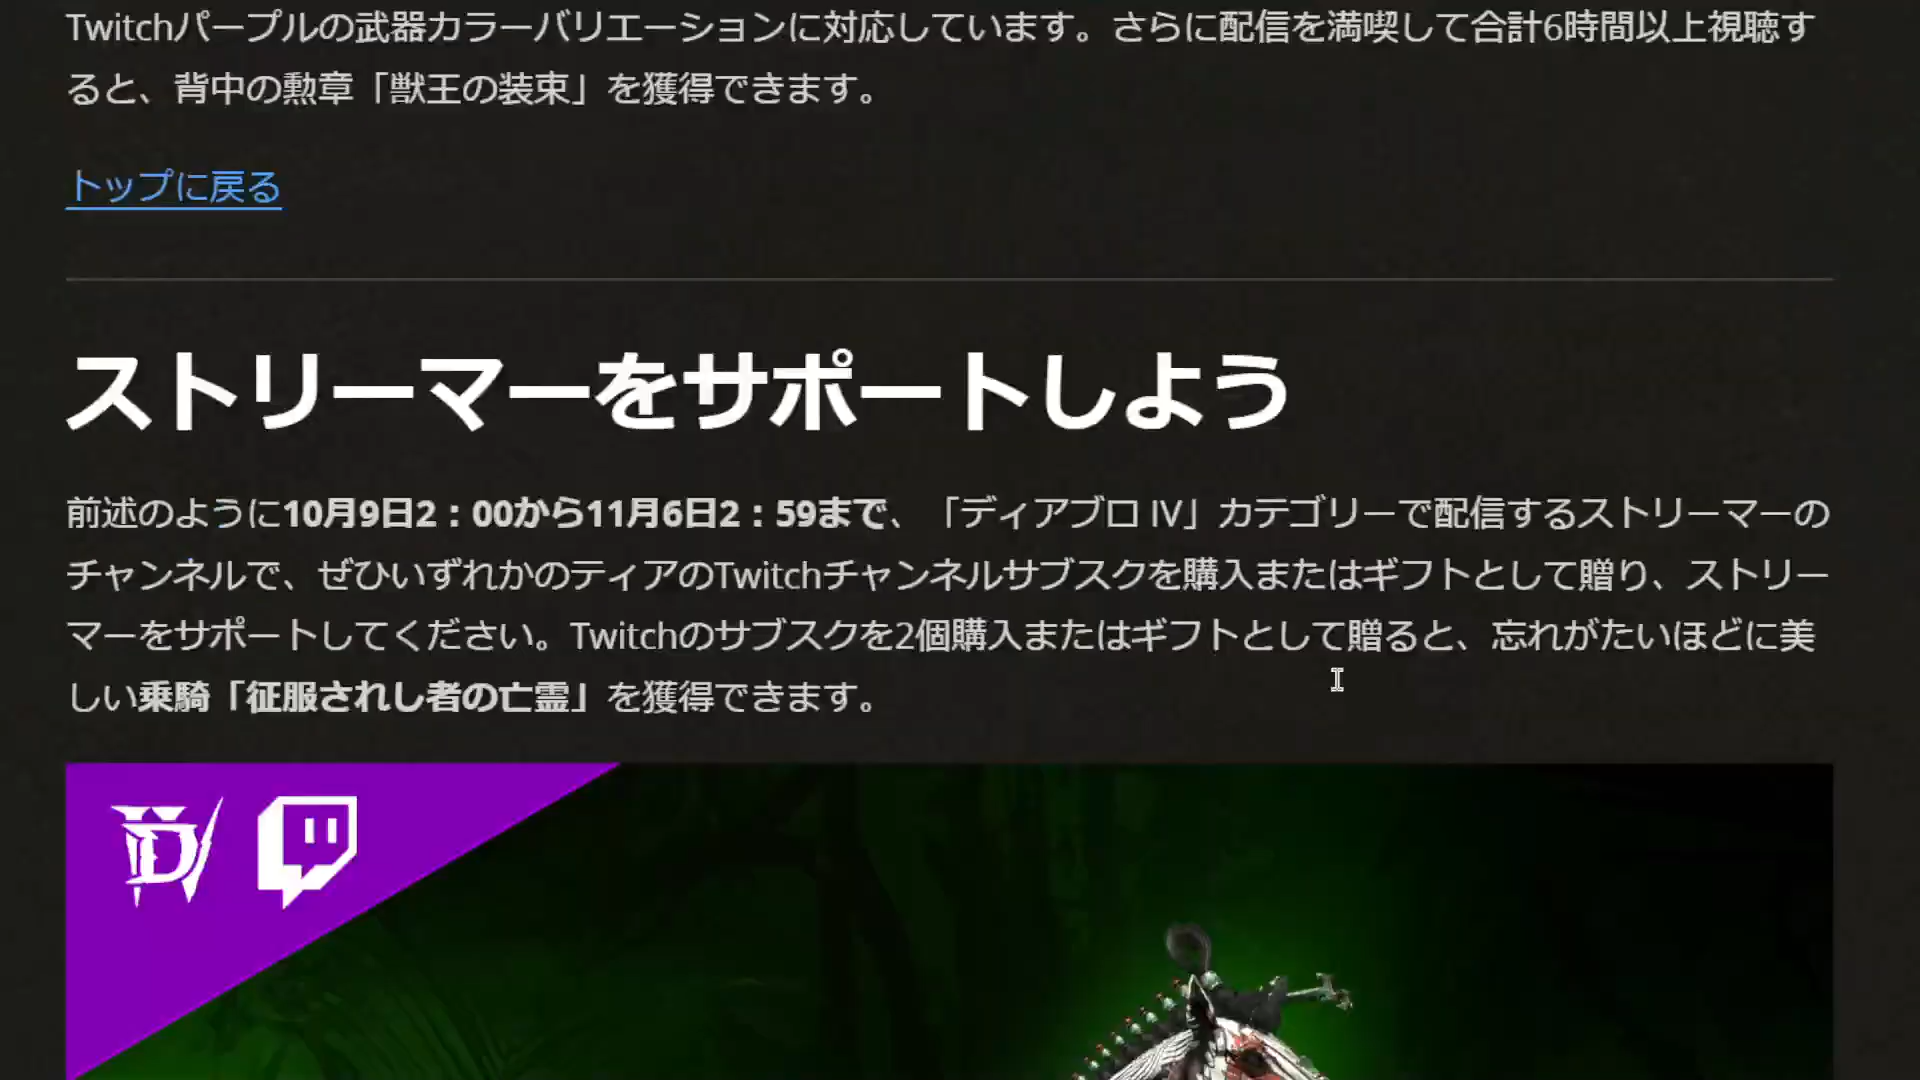 Twitchパープルの武器カラーバリエーションに対応しています。さらに配信を満喫して合計6時間以上視聴す
ると、背中の勲章「獣王の装束」を獲得できます。
トップに戻る
ストリーマーをサポートしよう
前述のように10月9日2：00から11月6日2：59まで、「ディアブロ IV」カテゴリーで配信するストリーマーの
チャンネルで、ぜひいずれかのティアのTwitchチャンネルサブスクを購入またはギフトとして贈り、ストリー
マーをサポートしてください。Twitchのサブスクを2個購入またはギフトとして贈ると、忘れがたいほどに美
しい乗騎「征服されし者の亡霊」を獲得できます。